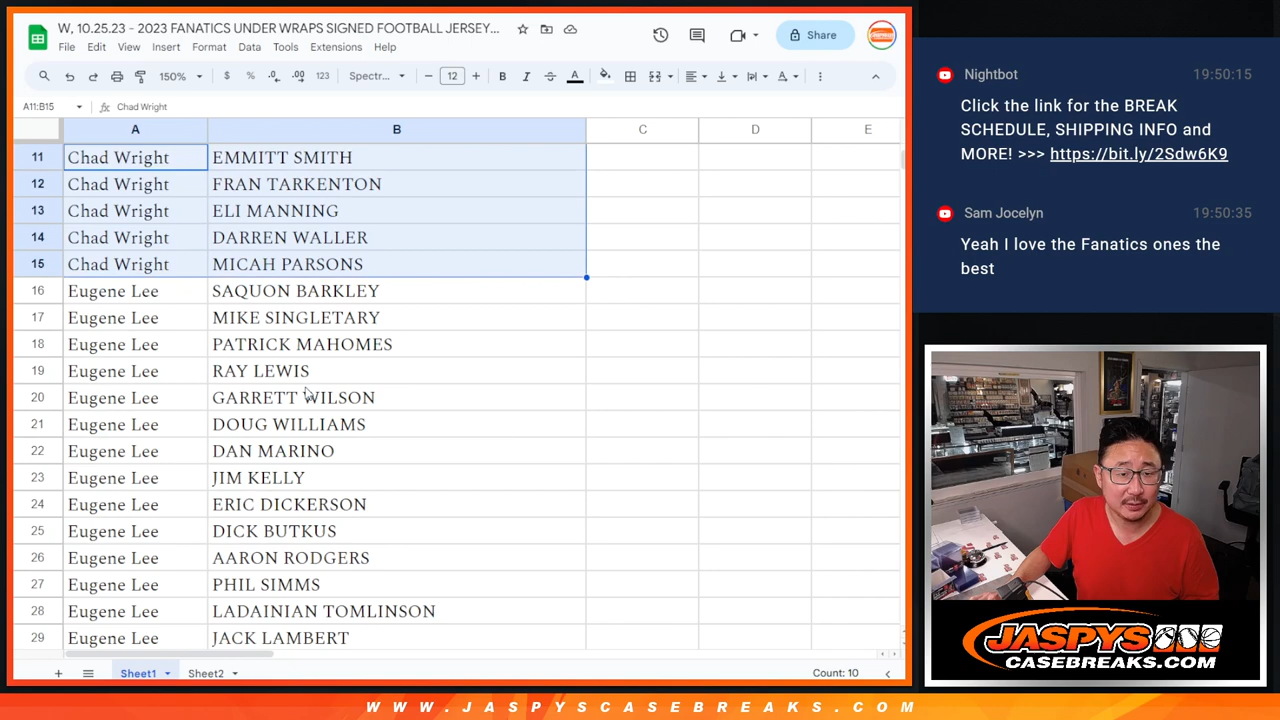 W, 10.25.23 - 2023 FANATICS UNDER WRAPS SIGNED FOOTBALL JERSEY...
File Edit View Insert Format Data Tools Extensions Help
Share
150% $ % .0 .00 123 Spectr... 12 B I A
A11:B15 fx Chad Wright
A B C D E
11 Chad Wright EMMITT SMITH
12 Chad Wright FRAN TARKENTON
13 Chad Wright ELI MANNING
14 Chad Wright DARREN WALLER
15 Chad Wright MICAH PARSONS
16 Eugene Lee SAQUON BARKLEY
17 Eugene Lee MIKE SINGLETARY
18 Eugene Lee PATRICK MAHOMES
19 Eugene Lee RAY LEWIS
20 Eugene Lee GARRETT WILSON
21 Eugene Lee DOUG WILLIAMS
22 Eugene Lee DAN MARINO
23 Eugene Lee JIM KELLY
24 Eugene Lee ERIC DICKERSON
25 Eugene Lee DICK BUTKUS
26 Eugene Lee AARON RODGERS
27 Eugene Lee PHIL SIMMS
28 Eugene Lee LADAINIAN TOMLINSON
29 Eugene Lee JACK LAMBERT
Sheet1 Sheet2 Count: 10
Nightbot 19:50:15
Click the link for the BREAK
SCHEDULE, SHIPPING INFO and
MORE! >>> https://bit.ly/2Sdw6K9
Sam Jocelyn 19:50:35
Yeah I love the Fanatics ones the
best
JASPYS
CASEBREAKS.COM
WWW.JASPYSCASEBREAKS.COM